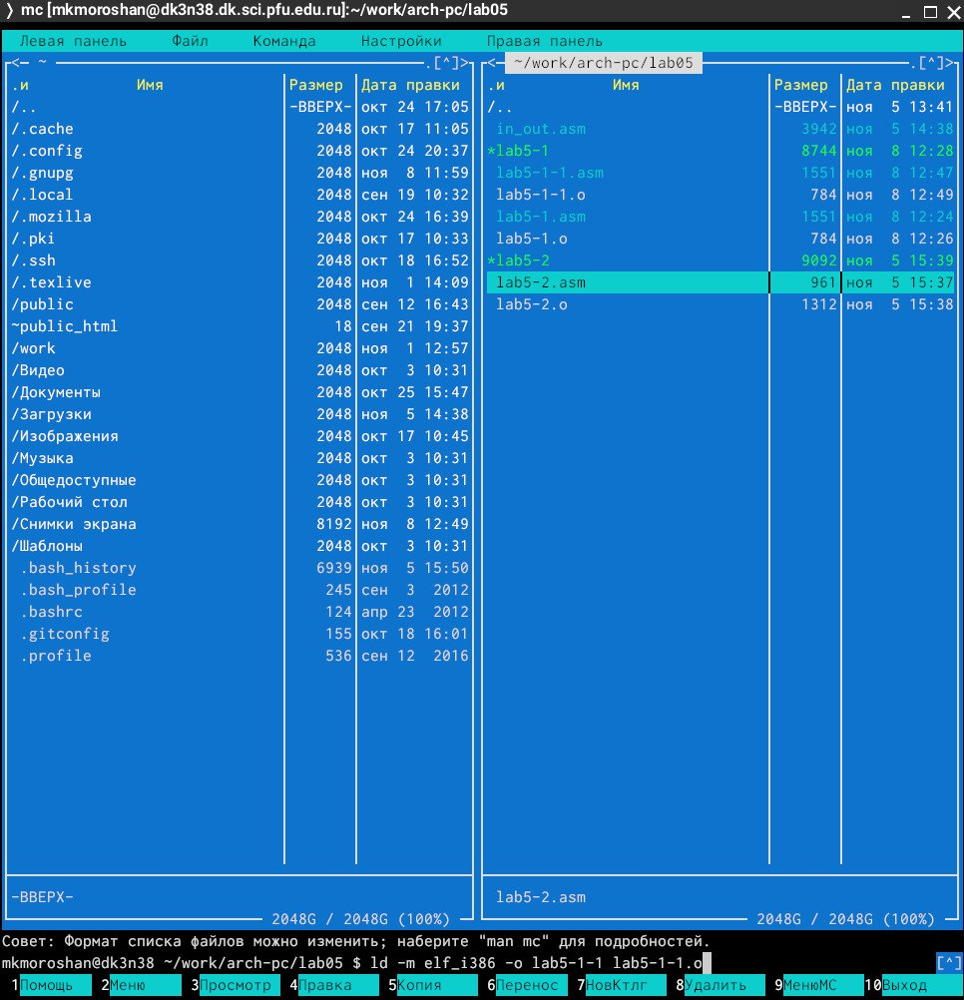 ❭ mc [mkmoroshan@dk3n38.dk.sci.pfu.edu.ru]:~/work/arch-pc/lab05
Левая панель Файл Команда Настройки Правая панель
<─ ~ .[^]> <─ ~/work/arch-pc/lab05 .[^]>
.и Имя Размер Дата правки .и Имя Размер Дата правки
/.. -ВВЕРХ- окт 24 17:05 /.. -ВВЕРХ- ноя 5 13:41
/.cache 2048 окт 17 11:05 in_out.asm 3942 ноя 5 14:38
/.config 2048 окт 24 20:37 *lab5-1 8744 ноя 8 12:28
/.gnupg 2048 ноя 8 11:59 lab5-1-1.asm 1551 ноя 8 12:47
/.local 2048 сен 19 10:32 lab5-1-1.o 784 ноя 8 12:49
/.mozilla 2048 окт 24 16:39 lab5-1.asm 1551 ноя 8 12:24
/.pki 2048 окт 17 10:33 lab5-1.o 784 ноя 8 12:26
/.ssh 2048 окт 18 16:52 *lab5-2 9092 ноя 5 15:39
/.texlive 2048 ноя 1 14:09 lab5-2.asm 961 ноя 5 15:37
/public 2048 сен 12 16:43 lab5-2.o 1312 ноя 5 15:38
~public_html 18 сен 21 19:37
/work 2048 ноя 1 12:57
/Видео 2048 окт 3 10:31
/Документы 2048 окт 25 15:47
/Загрузки 2048 ноя 5 14:38
/Изображения 2048 окт 17 10:45
/Музыка 2048 окт 3 10:31
/Общедоступные 2048 окт 3 10:31
/Рабочий стол 2048 окт 3 10:31
/Снимки экрана 8192 ноя 8 12:49
/Шаблоны 2048 окт 3 10:31
.bash_history 6939 ноя 5 15:50
.bash_profile 245 сен 3 2012
.bashrc 124 апр 23 2012
.gitconfig 155 окт 18 16:01
.profile 536 сен 12 2016
-ВВЕРХ- lab5-2.asm
2048G / 2048G (100%) 2048G / 2048G (100%)
Совет: Формат списка файлов можно изменить; наберите "man mc" для подробностей.
mkmoroshan@dk3n38 ~/work/arch-pc/lab05 $ ld -m elf_i386 -o lab5-1-1 lab5-1-1.o [^]
1Помощь 2Меню 3Просмотр 4Правка 5Копия 6Перенос 7НовКтлг 8Удалить 9МенюMC 10Выход